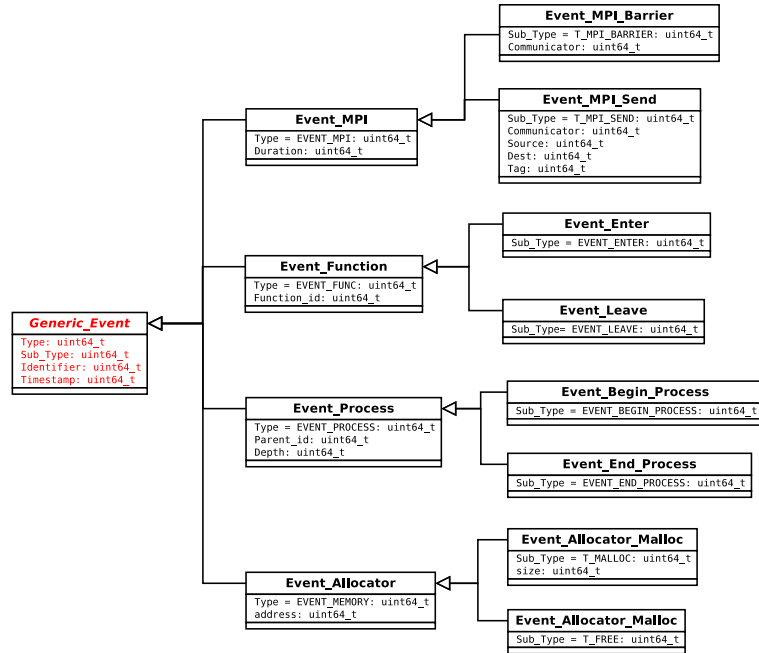 Event_MPI_Barrier
Sub_Type = T_MPI_BARRIER: uint64_t
Communicator: uint64_t
Event_MPI_Send
Sub_Type = T_MPI_SEND: uint64_t
Communicator: uint64_t
Source: uint64_t
Dest: uint64_t
Tag: uint64_t
Event_MPI
Type = EVENT_MPI: uint64_t
Duration: uint64_t
Event_Enter
Sub_Type = EVENT_ENTER: uint64_t
Event_Function
Type = EVENT_FUNC: uint64_t
Function_id: uint64_t
Event_Leave
Sub_Type= EVENT_LEAVE: uint64_t
Generic_Event
Type: uint64_t
Sub_Type: uint64_t
Identifier: uint64_t
Timestamp: uint64_t
Event_Begin_Process
Sub_Type = EVENT_BEGIN_PROCESS: uint64_t
Event_Process
Type = EVENT_PROCESS: uint64_t
Parent_id: uint64_t
Depth: uint64_t
Event_End_Process
Sub_Type = EVENT_END_PROCESS: uint64_t
Event_Allocator_Malloc
Sub_Type = T_MALLOC: uint64_t
size: uint64_t
Event_Allocator
Type = EVENT_MEMORY: uint64_t
address: uint64_t
Event_Allocator_Malloc
Sub_Type = T_FREE: uint64_t